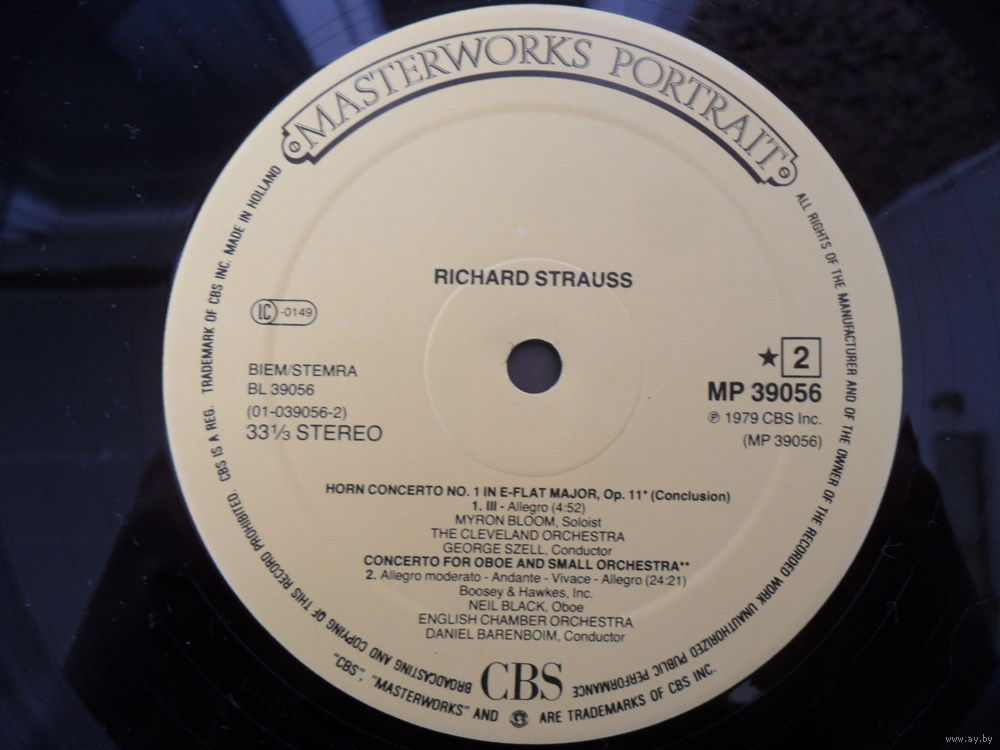 MASTERWORKS PORTRAIT
RICHARD STRAUSS
LC -0149
BIEM/STEMRA
BL 39056
(01-039056-2)
33⅓ STEREO
★ 2
MP 39056
℗ 1979 CBS Inc.
(MP 39056)
HORN CONCERTO NO. 1 IN E-FLAT MAJOR, Op. 11* (Conclusion)
1. III - Allegro (4:52)
MYRON BLOOM, Soloist
THE CLEVELAND ORCHESTRA
GEORGE SZELL, Conductor
CONCERTO FOR OBOE AND SMALL ORCHESTRA**
2. Allegro moderato - Andante - Vivace - Allegro (24:21)
Boosey & Hawkes, Inc.
NEIL BLACK, Oboe
ENGLISH CHAMBER ORCHESTRA
DANIEL BARENBOIM, Conductor
CBS
ALL RIGHTS OF THE MANUFACTURER AND OF THE OWNER OF THE RECORDED WORK UNAUTHORIZED PUBLIC PERFORMANCE BROADCASTING AND COPYING OF THIS RECORD PROHIBITED CBS IS A REG. TRADEMARK OF CBS INC. MADE IN HOLLAND
"CBS", "MASTERWORKS" AND ARE TRADEMARKS OF CBS INC.
www.ay.by